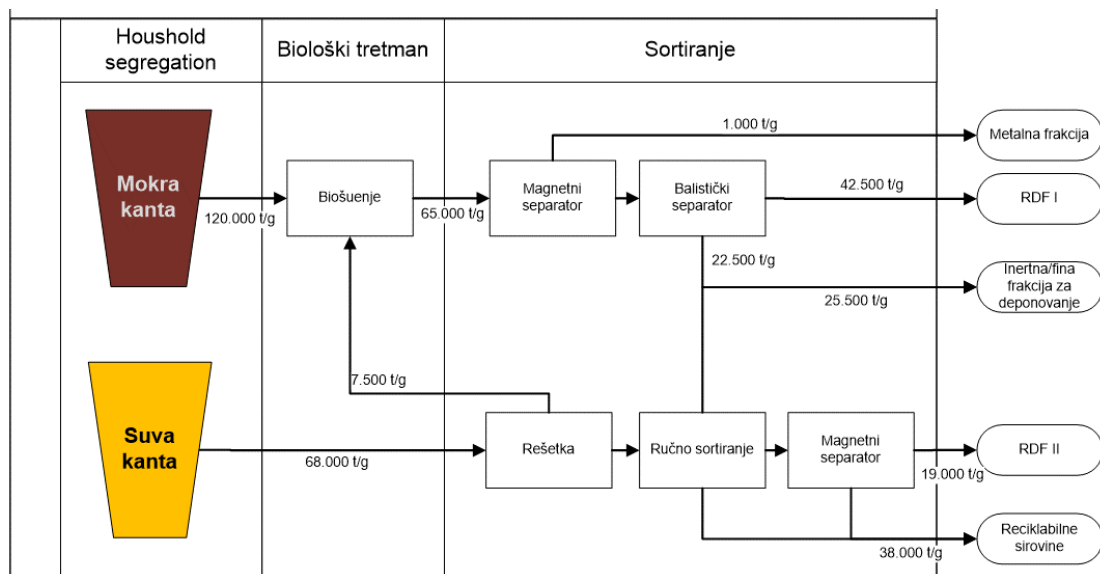 Houshold
segregation
Biološki tretman
Sortiranje
1.000 t/g
Metalna frakcija
Mokra
kanta
120.000 t/g
Biošuenje
65.000 t/g
Magnetni
separator
Balistički
separator
42.500 t/g
RDF I
22.500 t/g
Inertna/fina
frakcija za
deponovanje
25.500 t/g
7.500 t/g
Suva
kanta
68.000 t/g
Rešetka
Ručno sortiranje
Magnetni
separator
19.000 t/g
RDF II
38.000 t/g
Reciklabilne
sirovine